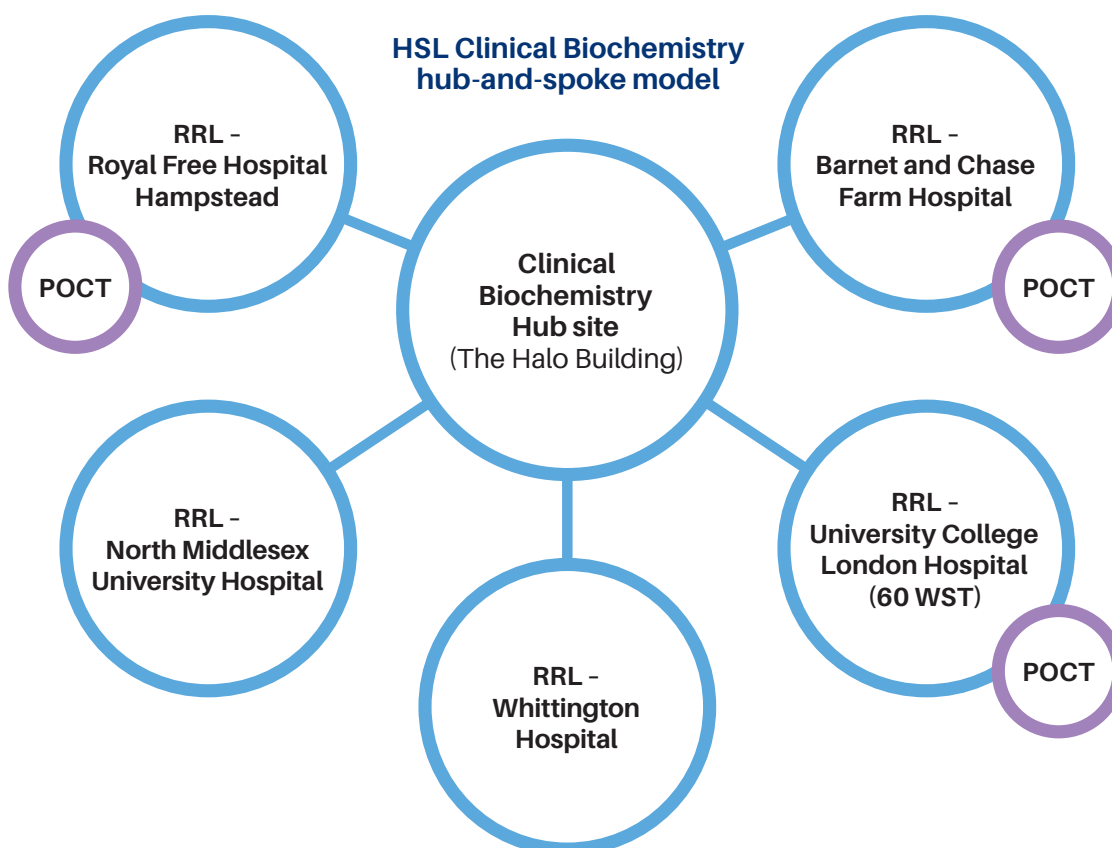 HSL Clinical Biochemistry
hub-and-spoke model
RRL –
Royal Free Hospital
Hampstead
POCT
RRL –
Barnet and Chase
Farm Hospital
POCT
Clinical
Biochemistry
Hub site
(The Halo Building)
RRL –
North Middlesex
University Hospital
RRL –
University College
London Hospital
(60 WST)
POCT
RRL –
Whittington
Hospital